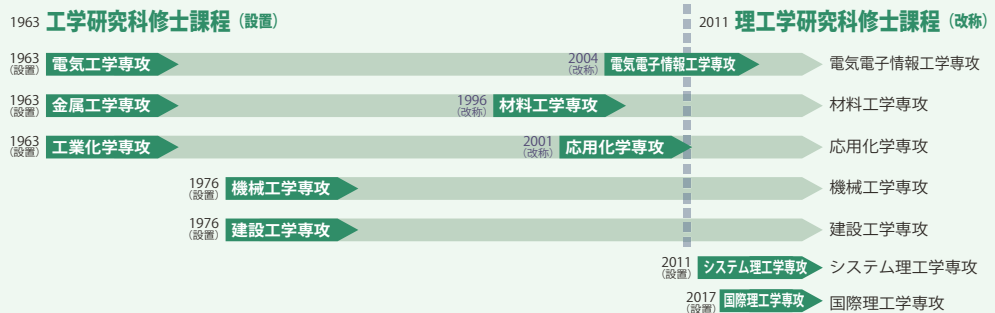 1963 工学研究科修士課程（設置） 2011 理工学研究科修士課程（改称）
1963（設置） 電気工学専攻 2004（改称） 電気電子情報工学専攻 電気電子情報工学専攻
1963（設置） 金属工学専攻 1996（改称） 材料工学専攻 材料工学専攻
1963（設置） 工業化学専攻 2001（改称） 応用化学専攻 応用化学専攻
1976（設置） 機械工学専攻 機械工学専攻
1976（設置） 建設工学専攻 建設工学専攻
2011（設置） システム理工学専攻 システム理工学専攻
2017（設置） 国際理工学専攻 国際理工学専攻